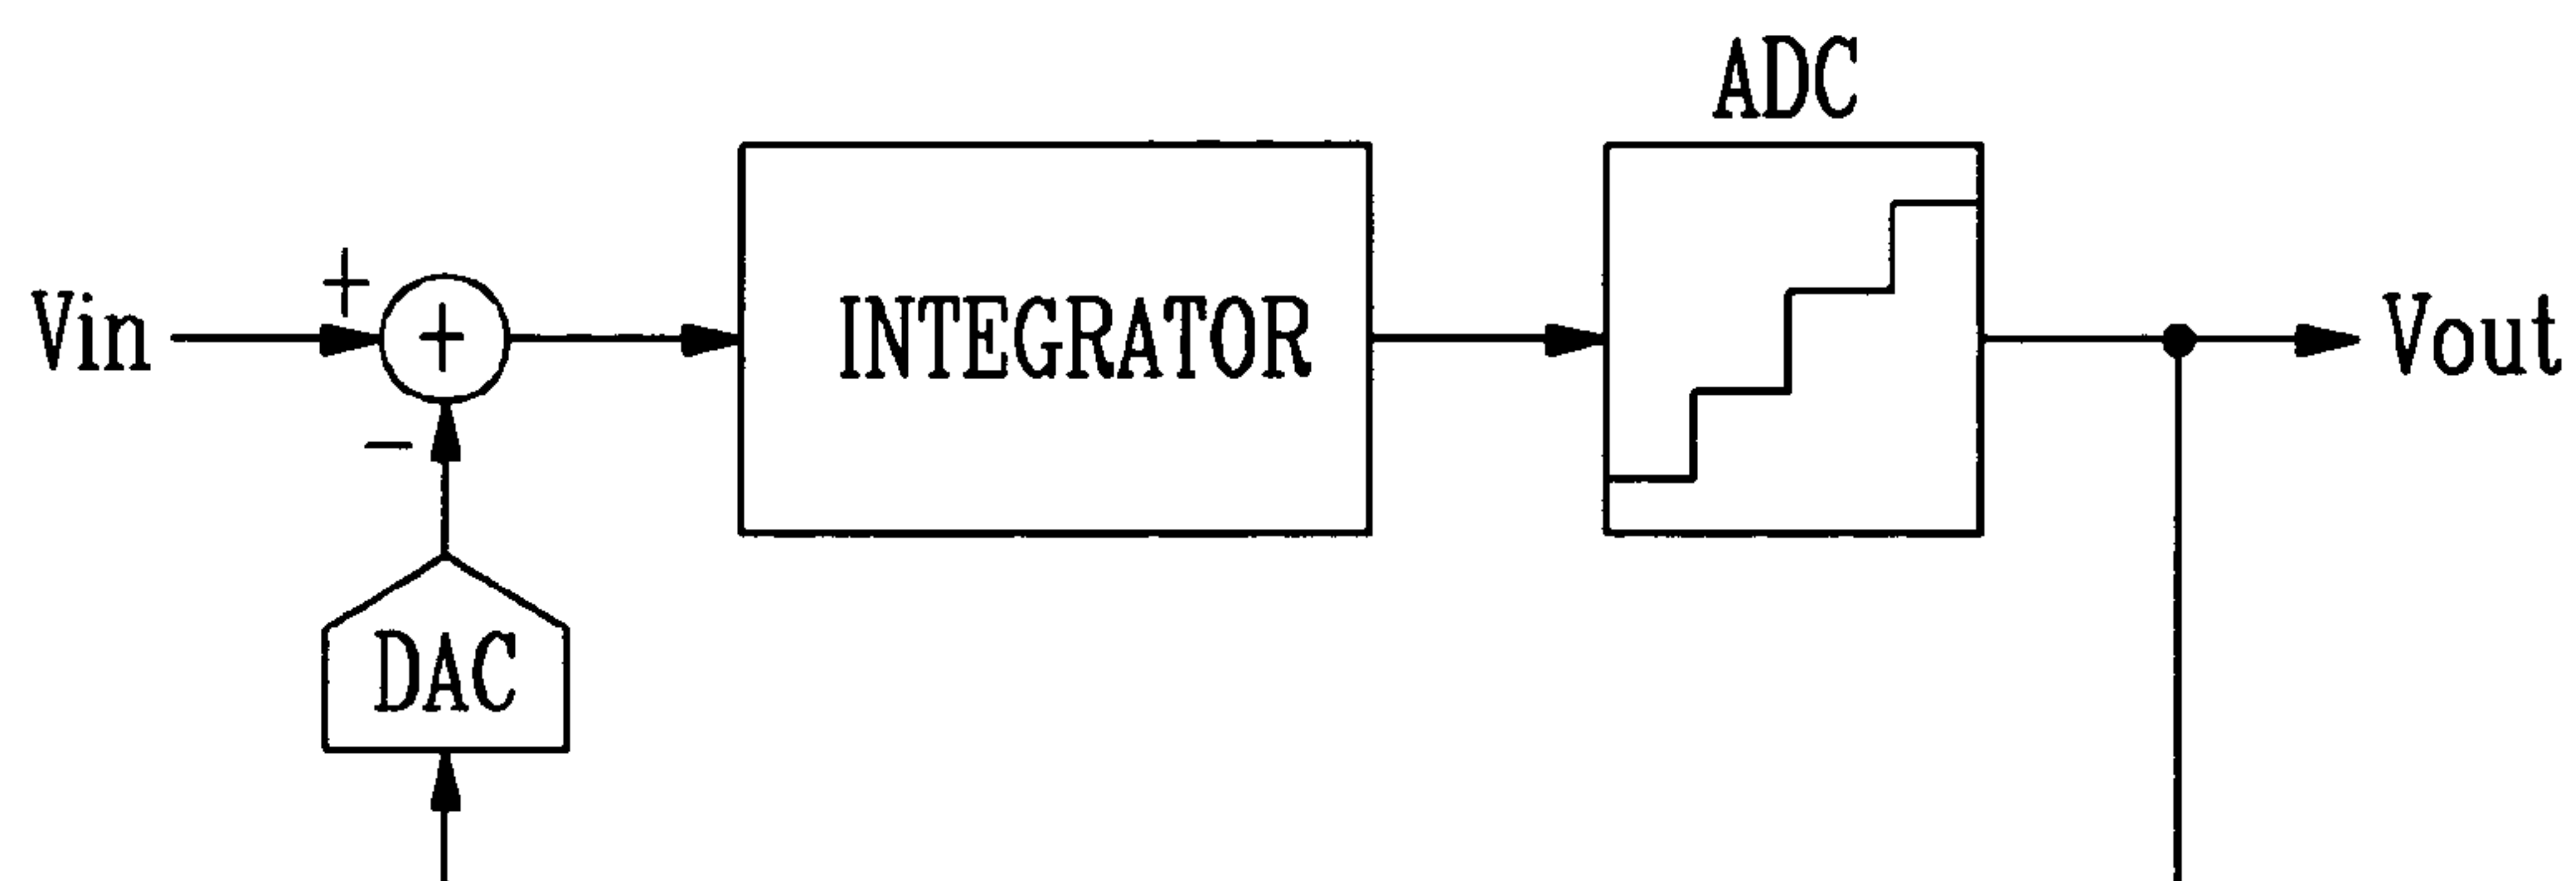 ADC
+
Vin
+
INTEGRATOR
Vout
−
DAC